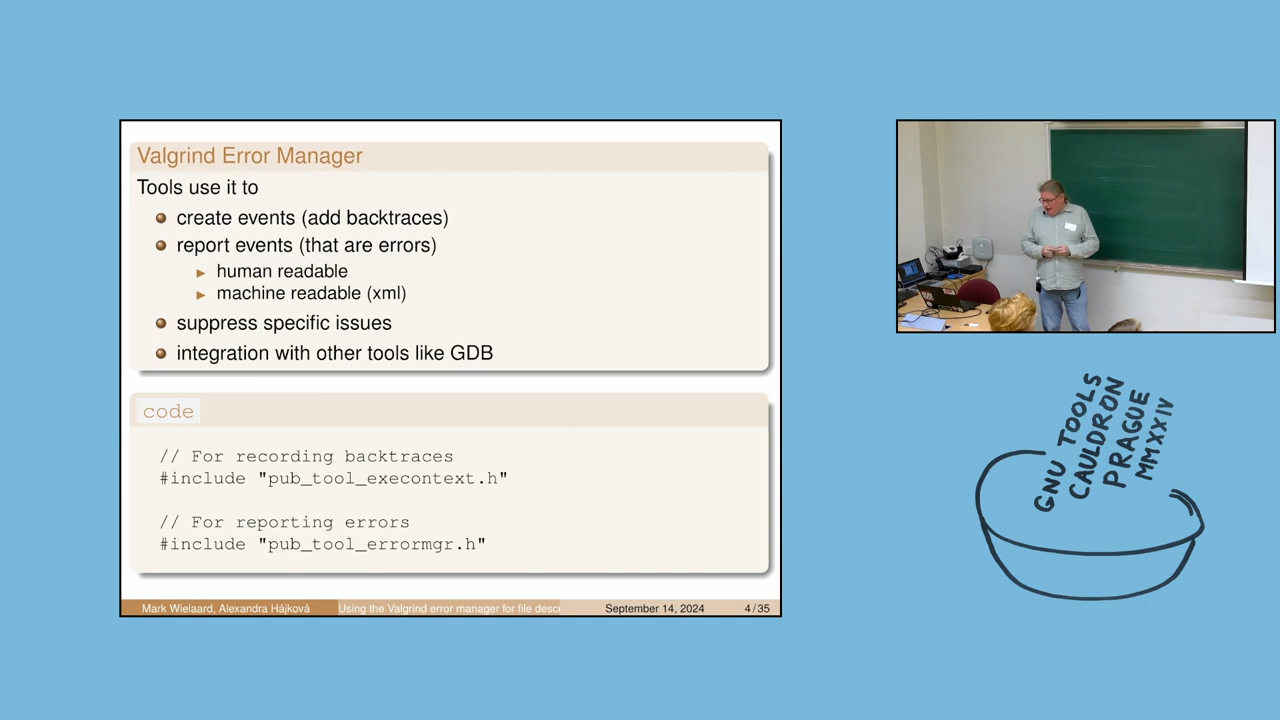 Valgrind Error Manager
Tools use it to
create events (add backtraces)
report events (that are errors)
human readable
machine readable (xml)
suppress specific issues
integration with other tools like GDB
code
// For recording backtraces
#include "pub_tool_execontext.h"
// For reporting errors
#include "pub_tool_errormgr.h"
Mark Wielaard, Alexandra Hájková
Using the Valgrind error manager for file desc
September 14, 2024
4 / 35
GNU TOOLS
CAULDRON
PRAGUE
MMXXIV